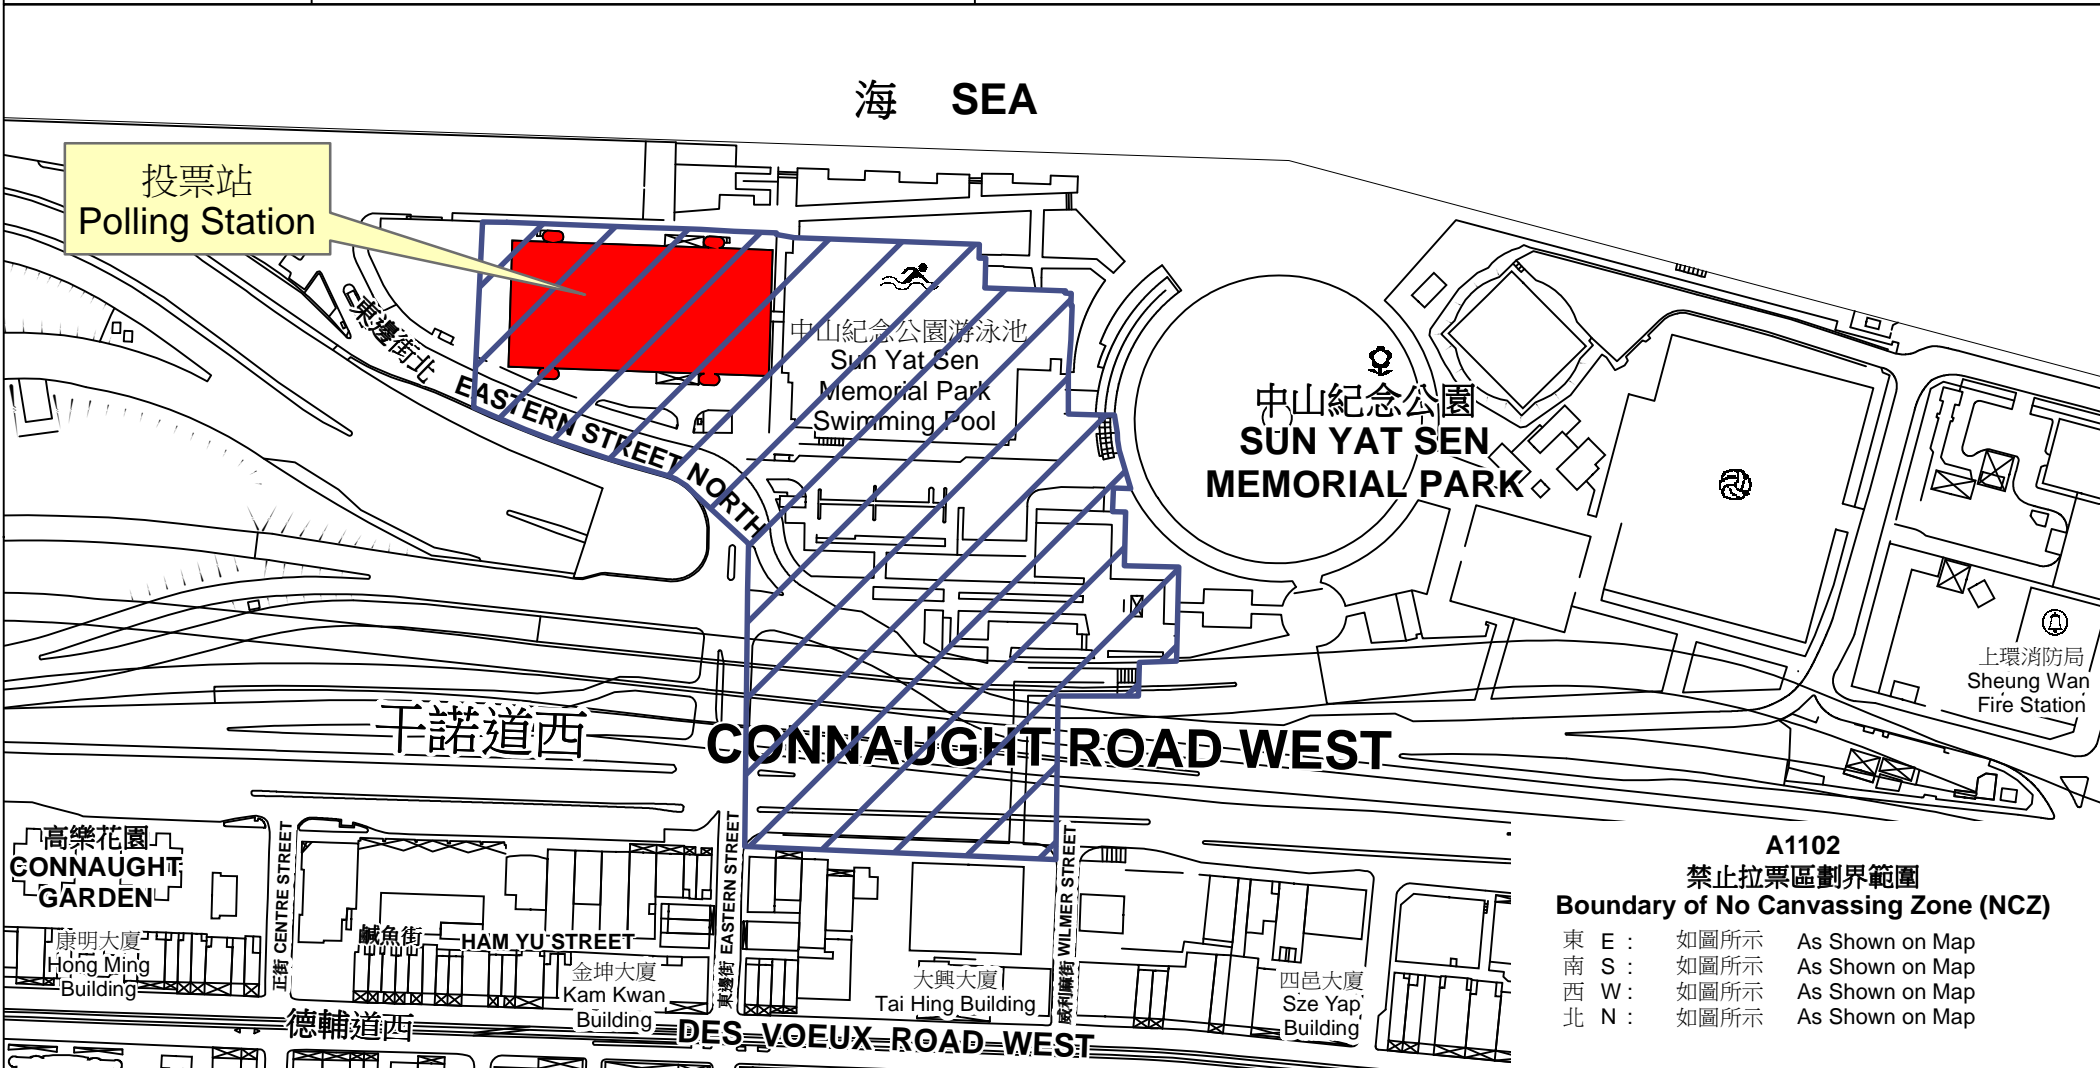 海 SEA
投票站
Polling Station
東邊街北 EASTERN STREET NORTH
中山紀念公園游泳池
Sun Yat Sen
Memorial Park
Swimming Pool
中山紀念公園
SUN YAT SEN
MEMORIAL PARK
上環消防局
Sheung Wan
Fire Station
干諾道西 CONNAUGHT ROAD WEST
高樂花園
CONNAUGHT
GARDEN
正街 CENTRE STREET
東邊街 EASTERN STREET
威利麻街 WILMER STREET
鹹魚街 HAM YU STREET
康明大廈
Hong Ming
Building
金坤大廈
Kam Kwan
Building
大興大廈
Tai Hing Building
四邑大廈
Sze Yap
Building
德輔道西 DES VOEUX ROAD WEST
A1102
禁止拉票區劃界範圍
Boundary of No Canvassing Zone (NCZ)
東 E : 如圖所示 As Shown on Map
南 S : 如圖所示 As Shown on Map
西 W : 如圖所示 As Shown on Map
北 N : 如圖所示 As Shown on Map